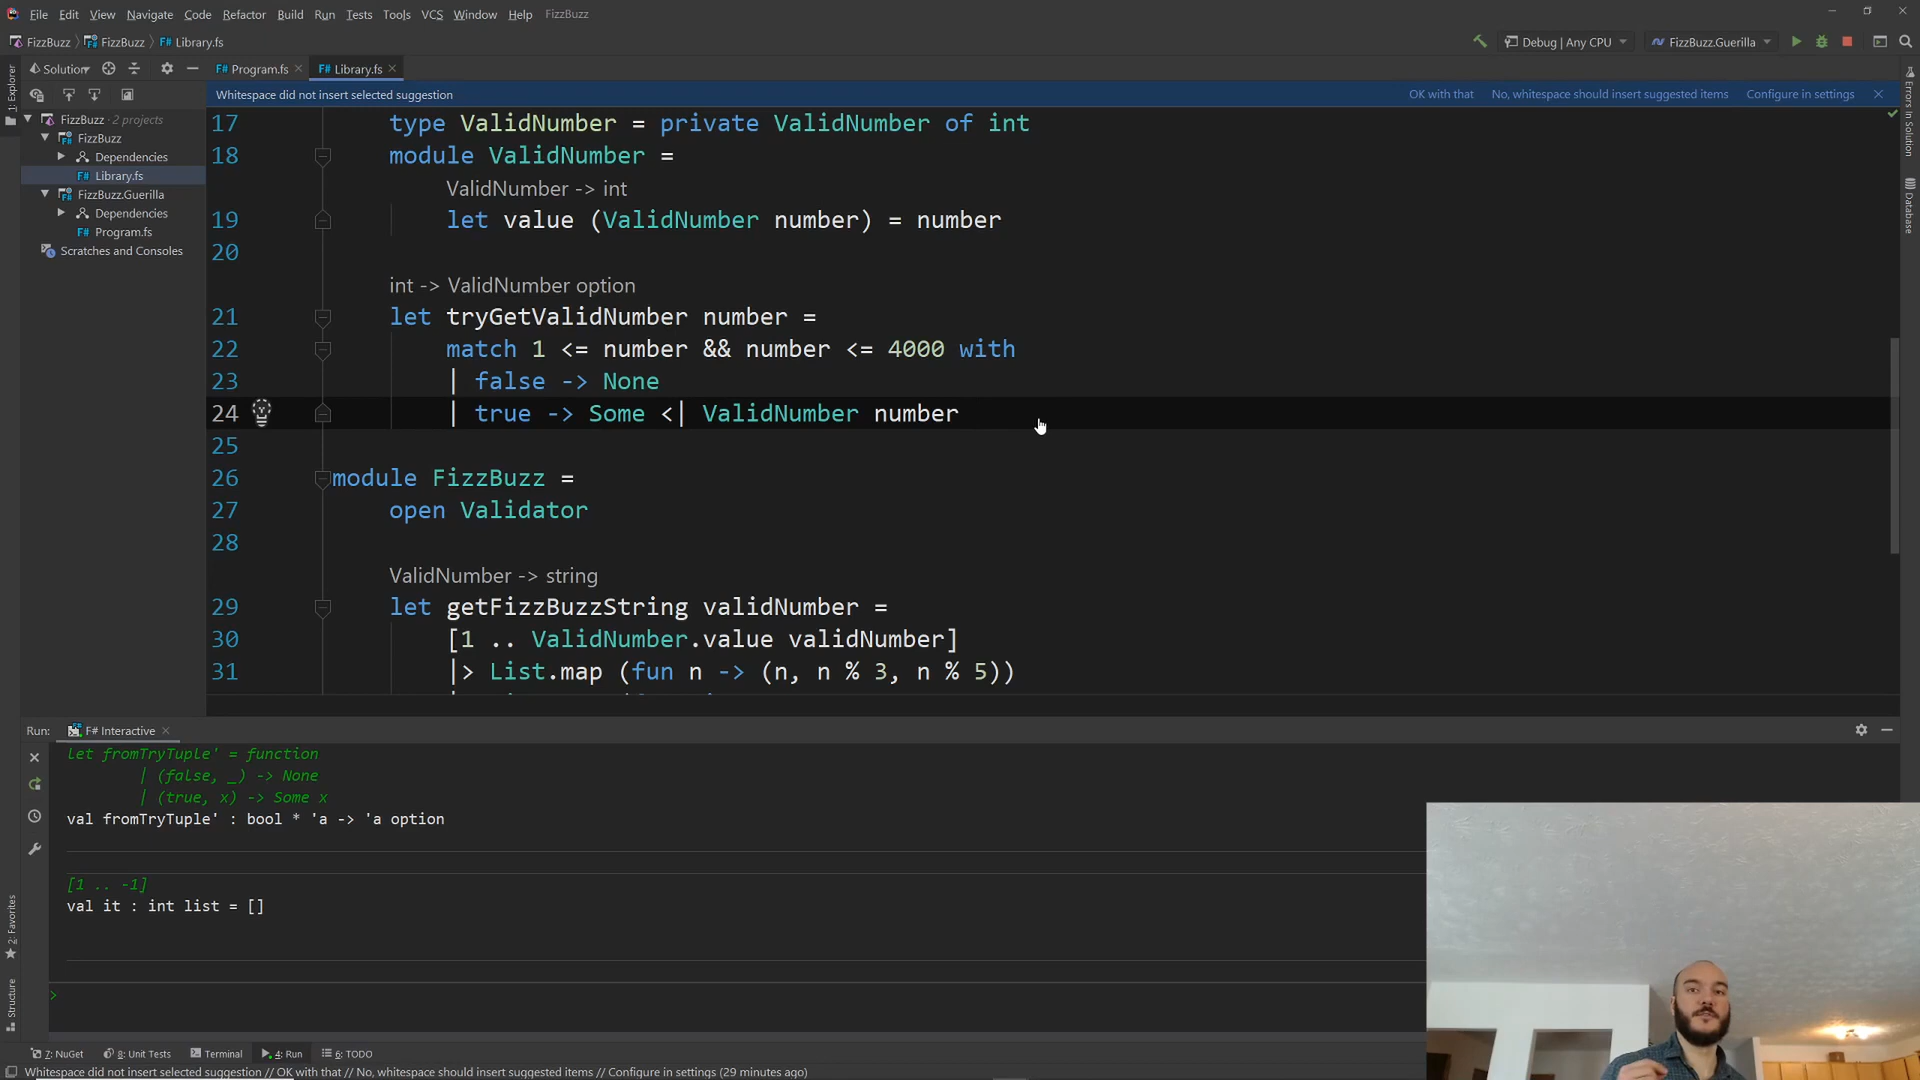 File Edit View Navigate Code Refactor Build Run Tests Tools VCS Window Help FizzBuzz
FizzBuzz FizzBuzz F# Library.fs Debug | Any CPU FizzBuzz.Guerilla
1: Explorer
Solution
F# Program.fs F# Library.fs
Whitespace did not insert selected suggestion OK with that No, whitespace should insert suggested items Configure in settings
FizzBuzz · 2 projects
FizzBuzz
Dependencies
F# Library.fs
FizzBuzz.Guerilla
Dependencies
F# Program.fs
Scratches and Consoles
17 type ValidNumber = private ValidNumber of int
18 module ValidNumber =
ValidNumber -> int
19 let value (ValidNumber number) = number
20
int -> ValidNumber option
21 let tryGetValidNumber number =
22 match 1 <= number && number <= 4000 with
23 | false -> None
24 | true -> Some <| ValidNumber number
25
26 module FizzBuzz =
27 open Validator
28
ValidNumber -> string
29 let getFizzBuzzString validNumber =
30 [1 .. ValidNumber.value validNumber]
31 |> List.map (fun n -> (n, n % 3, n % 5))
Errors In Solution
Database
Run: F# Interactive
let fromTryTuple' = function
| (false, _) -> None
| (true, x) -> Some x
val fromTryTuple' : bool * 'a -> 'a option
[1 .. -1]
val it : int list = []
>
2: Favorites
Structure
7: NuGet 8: Unit Tests Terminal 4: Run 6: TODO
Whitespace did not insert selected suggestion // OK with that // No, whitespace should insert suggested items // Configure in settings (29 minutes ago)